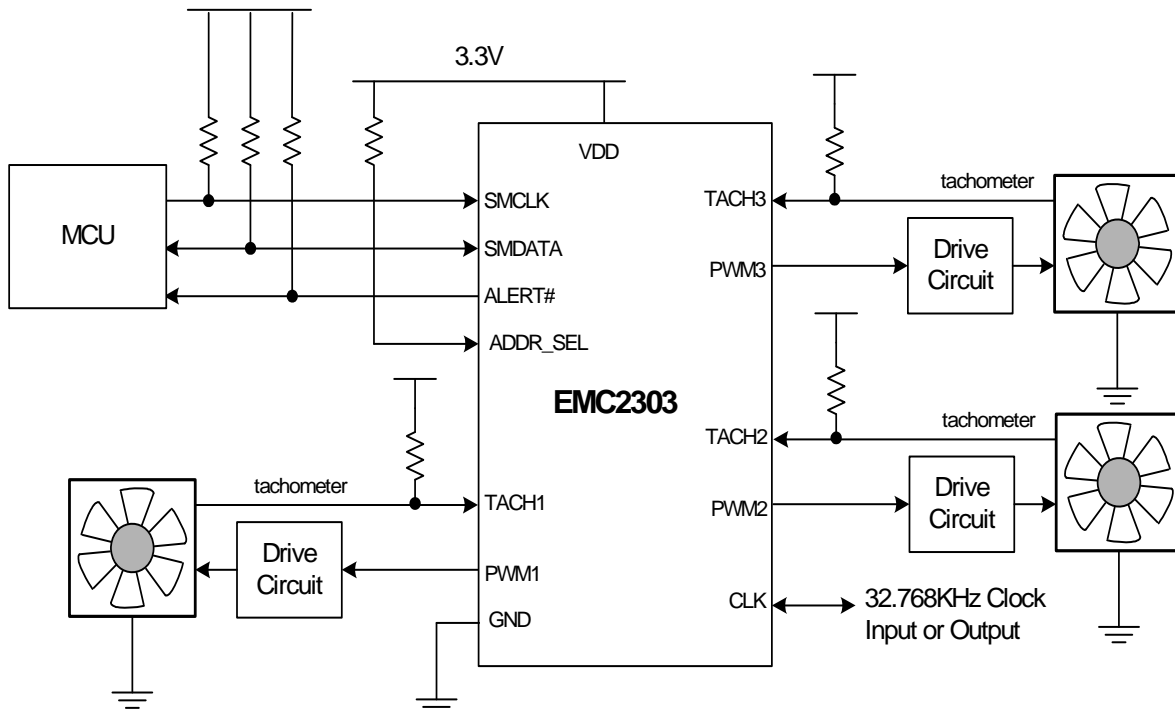 3.3V
VDD
MCU
SMCLK
SMDATA
ALERT#
ADDR_SEL
EMC2303
TACH3
tachometer
PWM3
Drive
Circuit
TACH2
tachometer
PWM2
Drive
Circuit
tachometer
TACH1
Drive
Circuit
PWM1
GND
CLK
32.768KHz Clock
Input or Output